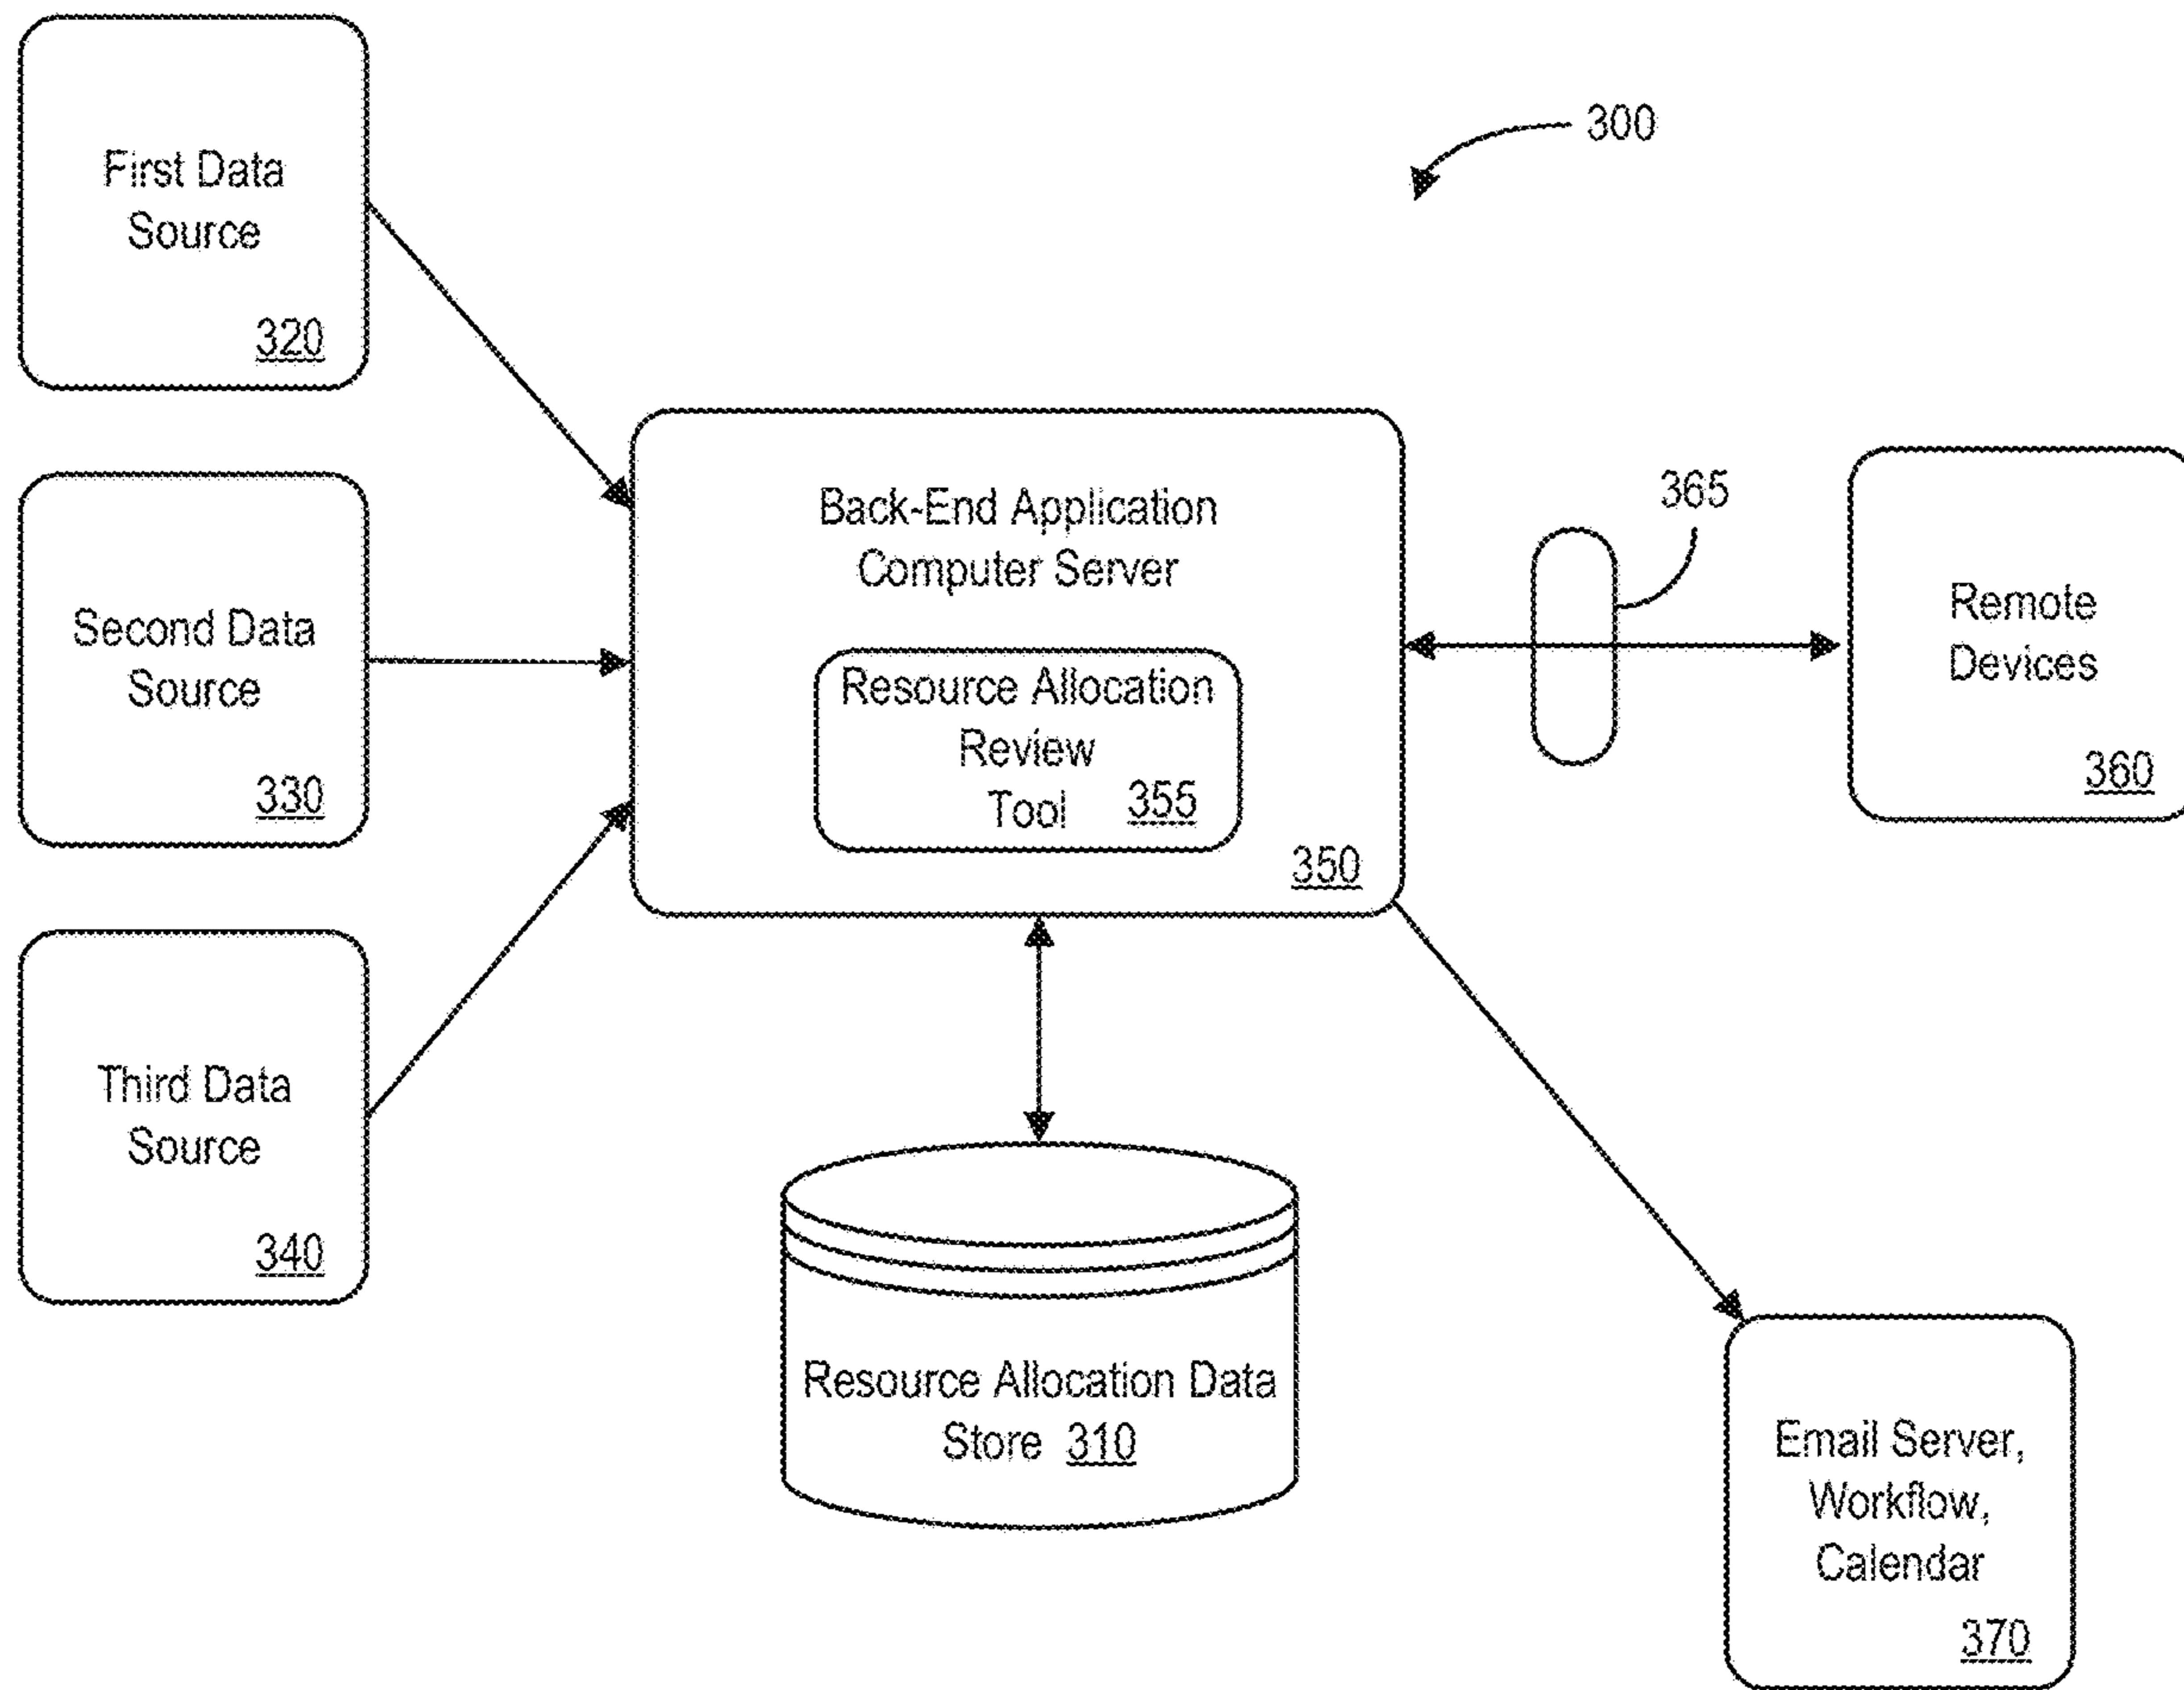 300
First Data
Source
320
Second Data
Source
330
Third Data
Source
340
Back-End Application
Computer Server
Resource Allocation
Review
Tool 355
350
365
Remote
Devices
360
Resource Allocation Data
Store 310
Email Server,
Workflow,
Calendar
370